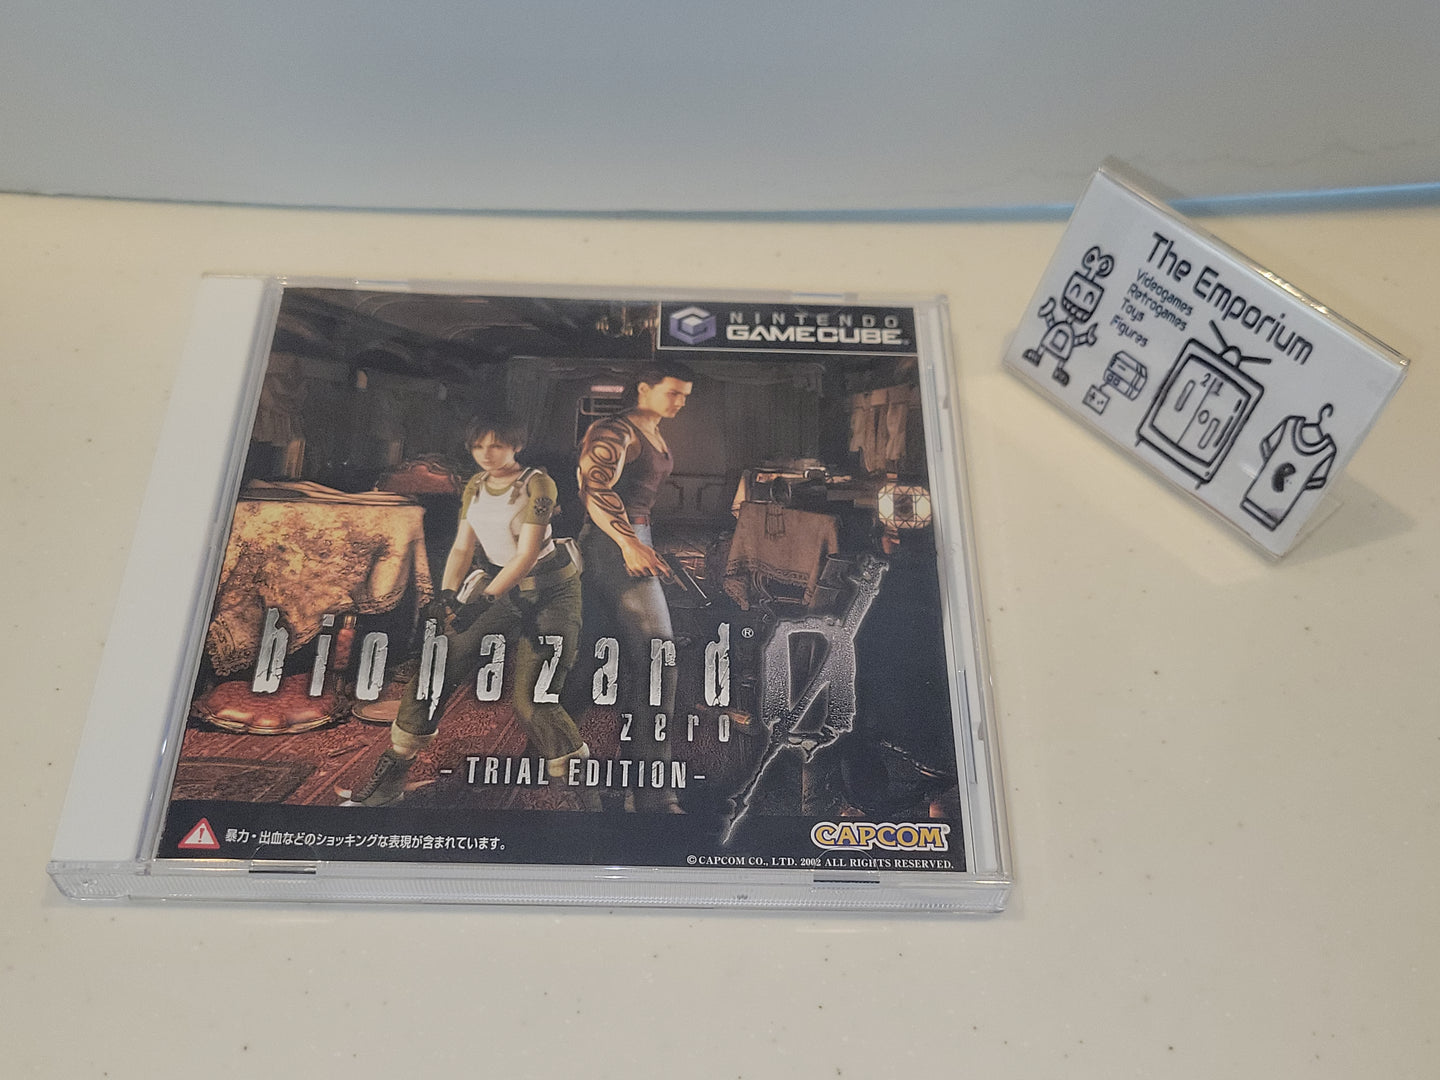 NINTENDO
GAMECUBE
biohazard® 0
zero
-TRIAL EDITION-
暴力・出血などのショッキングな表現が含まれています。
CAPCOM
©CAPCOM CO., LTD. 2002 ALL RIGHTS RESERVED.
The Emporium
Videogames
Retrogames
Toys
Figures